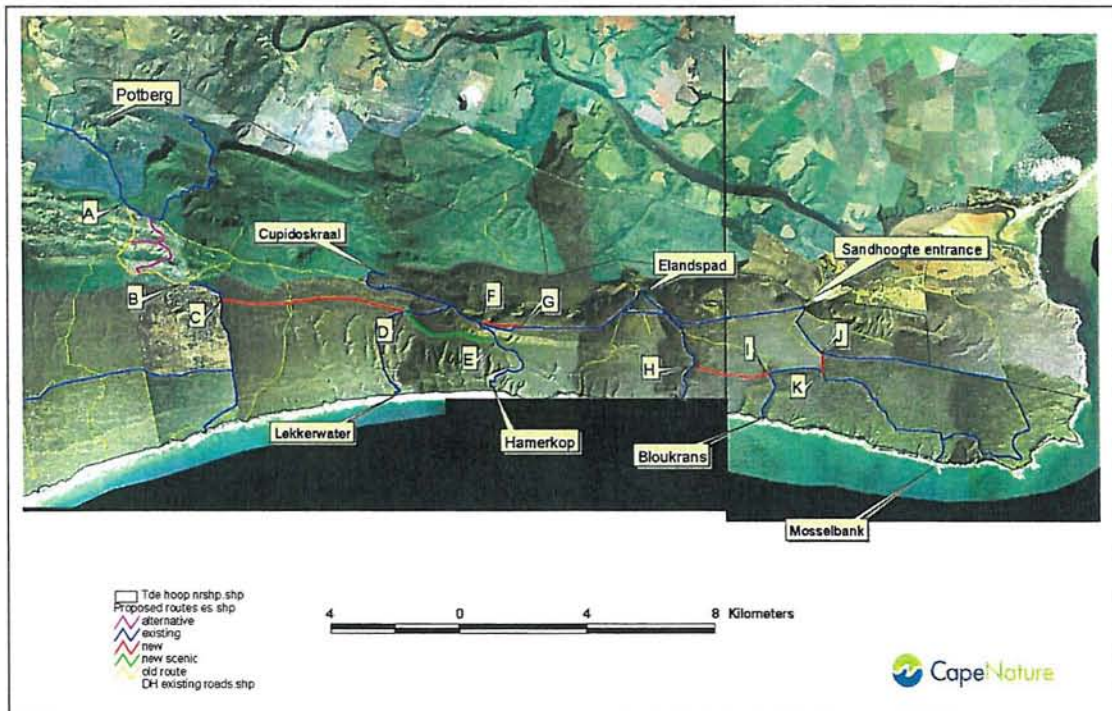 Potberg
A
Cupidoskraal
Sandhoogte entrance
Elandspad
B
C
F
G
D
E
H
I
J
K
Lekkerwater
Hamerkop
Bloukrans
Mosselbank
Tde hoop nrshp.shp
Proposed routes es.shp
alternative
existing
new
new scenic
old route
DH existing roads.shp
4 0 4 8 Kilometers
CapeNature